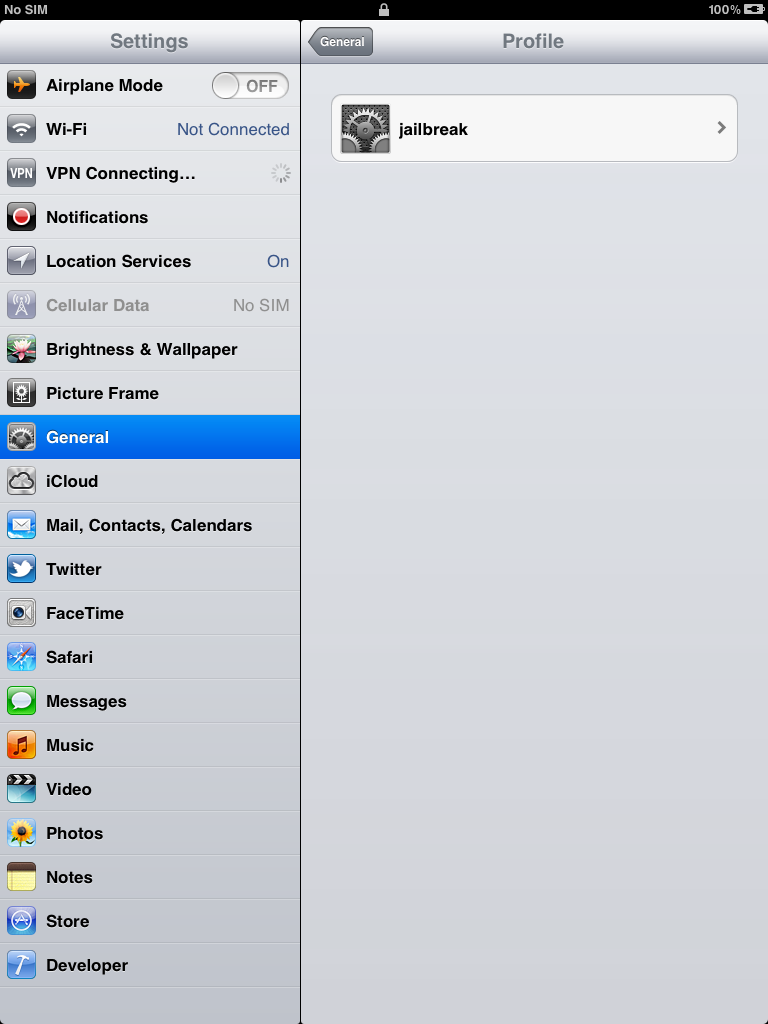 No SIM 100%
Settings
General Profile
Airplane Mode OFF
Wi-Fi Not Connected
VPN VPN Connecting...
Notifications
Location Services On
Cellular Data No SIM
Brightness & Wallpaper
Picture Frame
General
iCloud
Mail, Contacts, Calendars
Twitter
FaceTime
Safari
Messages
Music
Video
Photos
Notes
Store
Developer
jailbreak